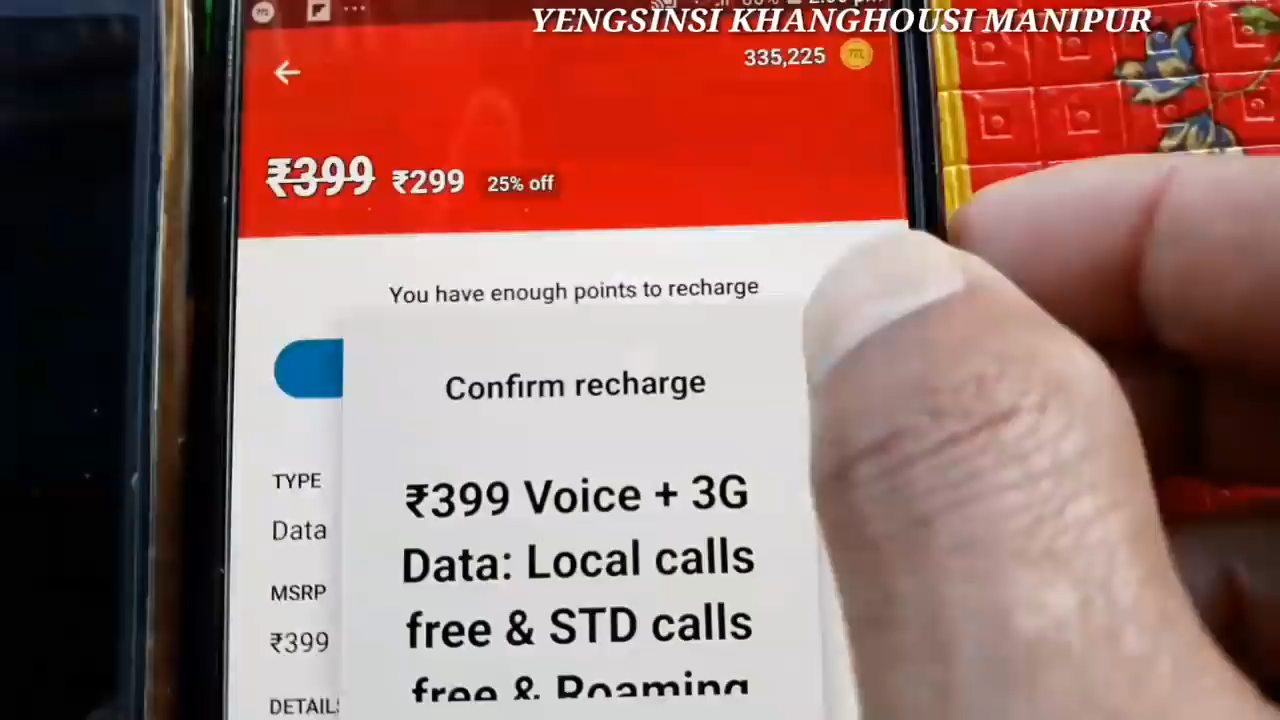 YENGSINSI KHANGHOUSI MANIPUR
335,225
₹399 ₹299 25% off
You have enough points to recharge
Confirm recharge
₹399 Voice + 3G
Data: Local calls
free & STD calls
free & Roaming
TYPE
Data
MSRP
₹399